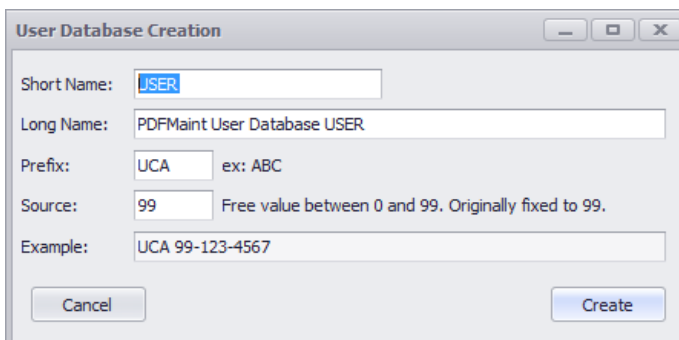 User Database Creation
Short Name: USER
Long Name: PDFMaint User Database USER
Prefix: UCA ex: ABC
Source: 99 Free value between 0 and 99. Originally fixed to 99.
Example: UCA 99-123-4567
Cancel Create